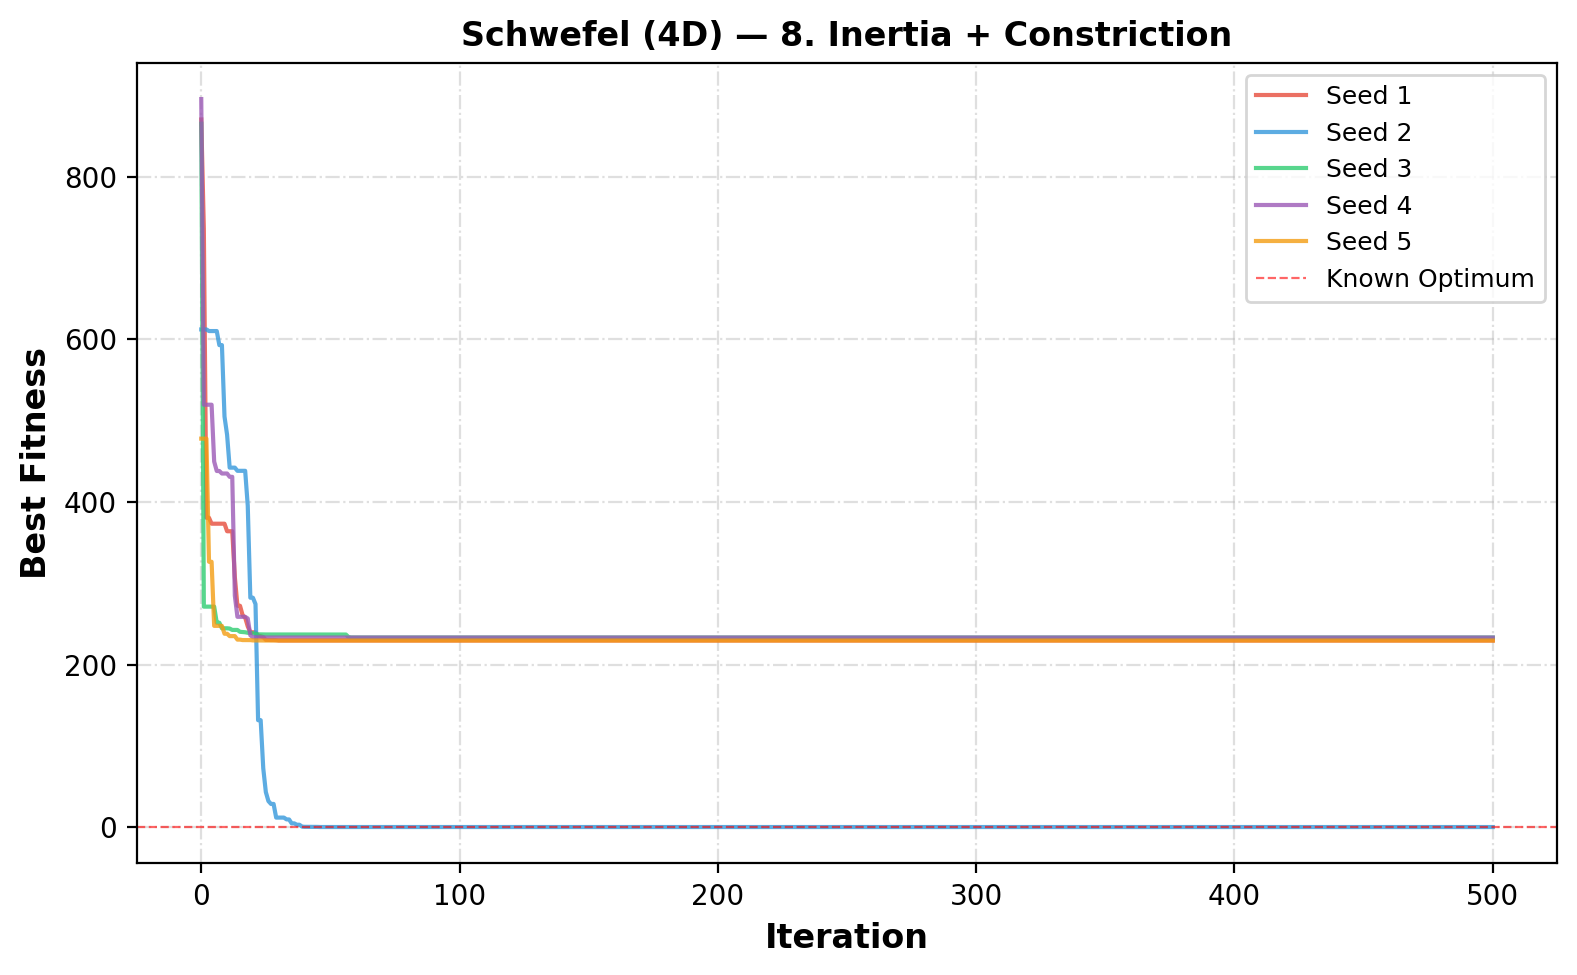 Schwefel (4D) — 8. Inertia + Constriction
Seed 1
Seed 2
Seed 3
Seed 4
Seed 5
Known Optimum
Best Fitness
800
600
400
200
0
0 100 200 300 400 500
Iteration